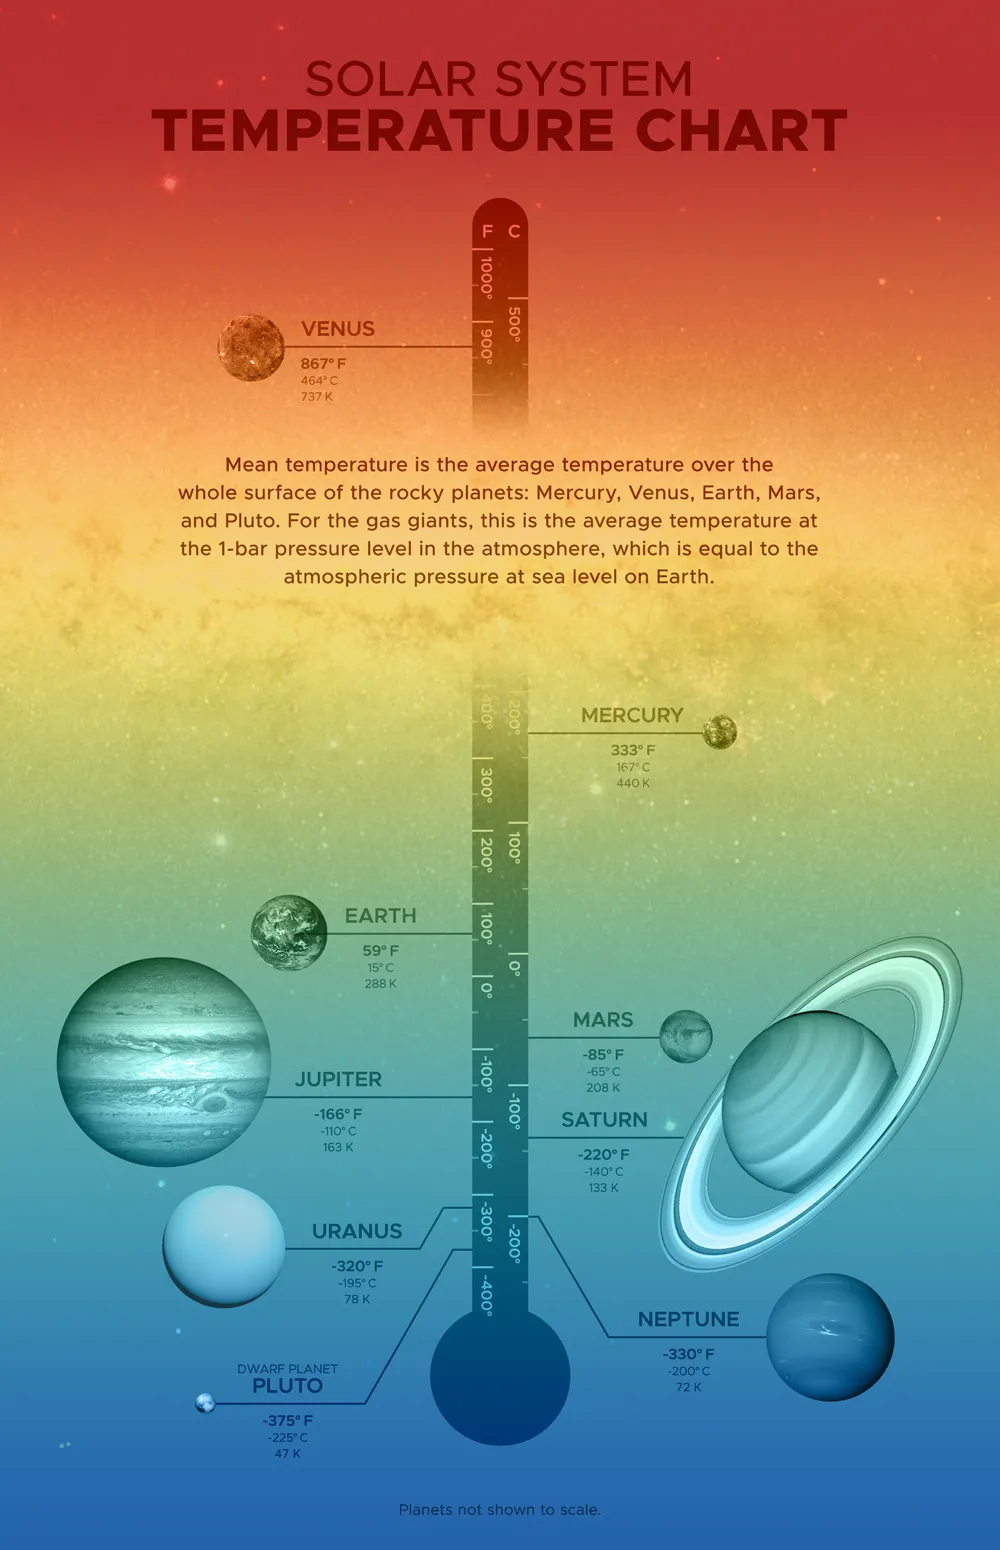 SOLAR SYSTEM
TEMPERATURE CHART
F C
1000°
500°
900°
VENUS
867° F
464° C
737 K
Mean temperature is the average temperature over the
whole surface of the rocky planets: Mercury, Venus, Earth, Mars,
and Pluto. For the gas giants, this is the average temperature at
the 1-bar pressure level in the atmosphere, which is equal to the
atmospheric pressure at sea level on Earth.
200°
MERCURY
333° F
167° C
440 K
300°
200°
100°
EARTH
59° F
15° C
288 K
100°
0°
0°
MARS
-85° F
-65° C
208 K
-100°
JUPITER
-166° F
-110° C
163 K
-100°
SATURN
-220° F
-140° C
133 K
-200°
URANUS
-320° F
-195° C
78 K
-300°
-200°
-400°
NEPTUNE
-330° F
-200° C
72 K
DWARF PLANET
PLUTO
-375° F
-225° C
47 K
Planets not shown to scale.